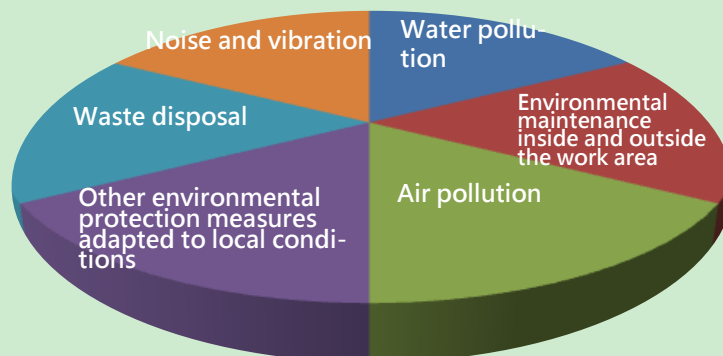 Noise and vibration
Water pollu-
tion
Environmental
maintenance
inside and outside
the work area
Waste disposal
Air pollution
Other environmental
protection measures
adapted to local condi-
tions